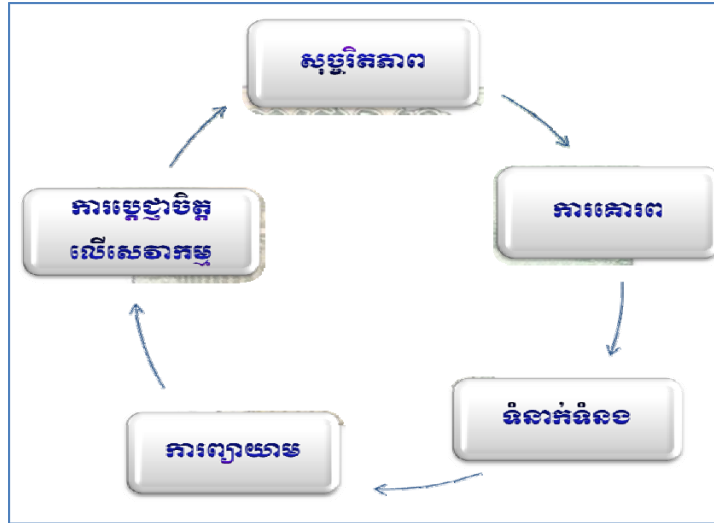 សុច្ចរិតភាព
ការគោរព
ទំនាក់ទំនង
ការព្យាយាម
ការប្តេជ្ញាចិត្ត
លើសេវាកម្ម